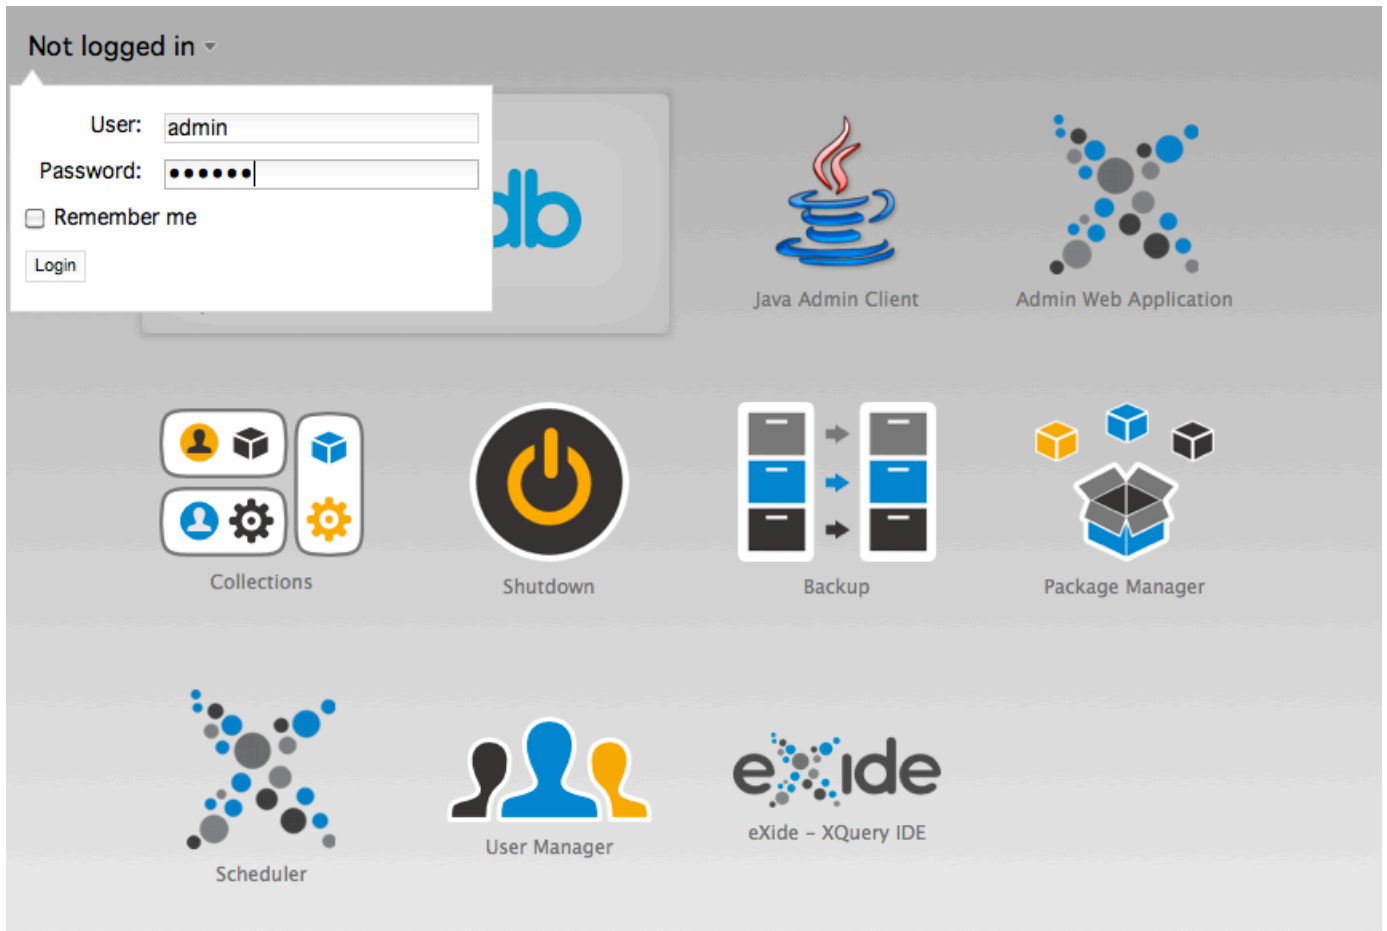 Not logged in
User: admin
Password: ••••••
Remember me
Login
db
Java Admin Client
Admin Web Application
Collections
Shutdown
Backup
Package Manager
Scheduler
User Manager
eXide
eXide – XQuery IDE